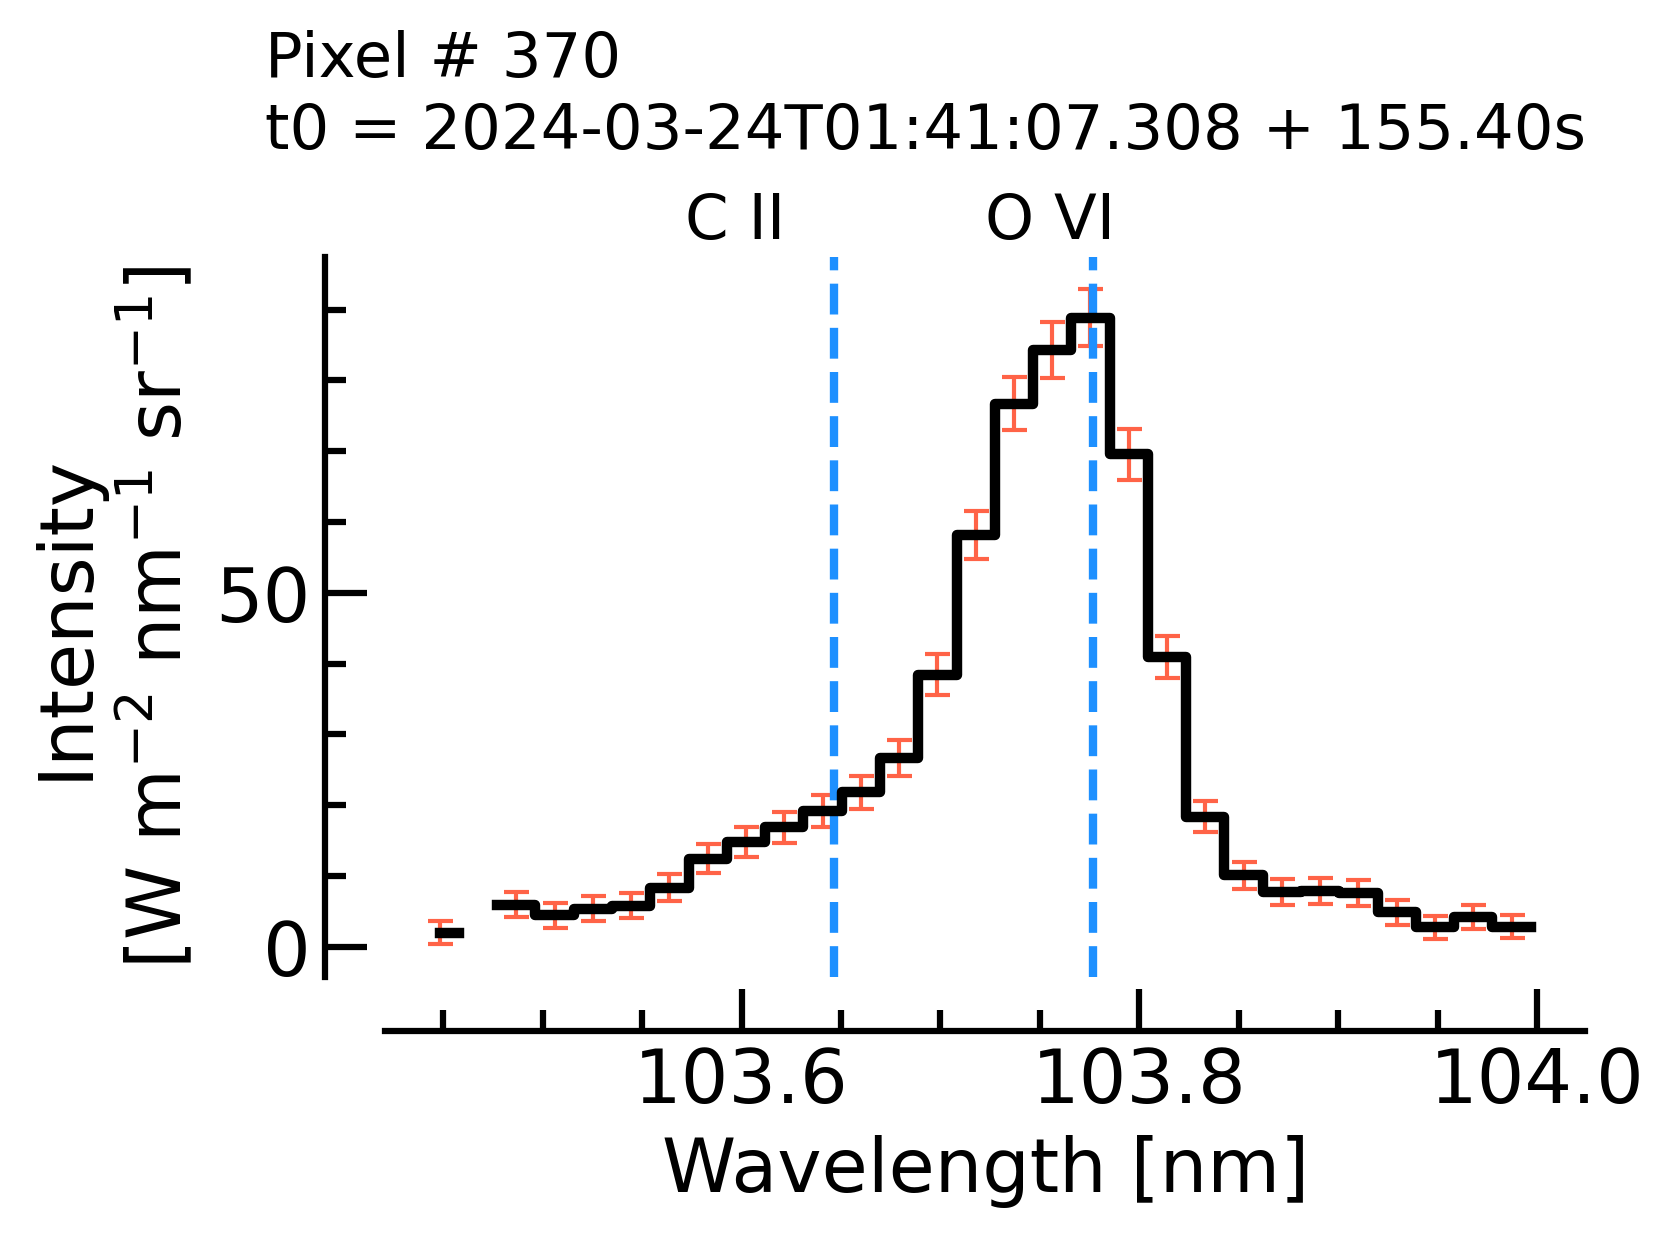 Pixel # 370
t0 = 2024-03-24T01:41:07.308 + 155.40s
C II O VI
Intensity
[W m⁻² nm⁻¹ sr⁻¹]
50
0
103.6 103.8 104.0
Wavelength [nm]